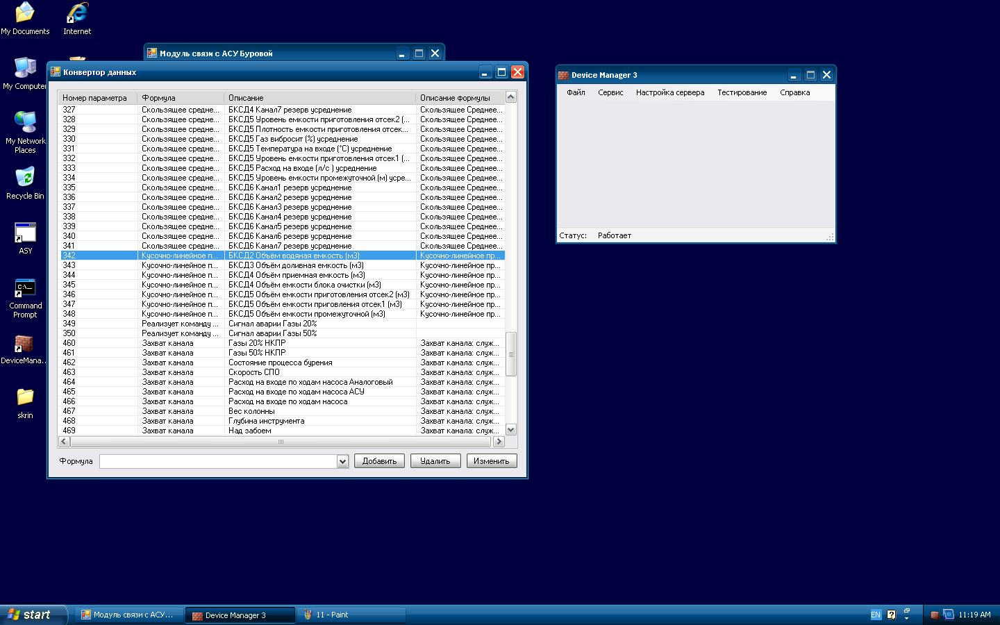 My Documents
Internet
My Computer
My Network Places
Recycle Bin
ASY
Command Prompt
DeviceMana...
skrin
Модуль связи с АСУ Буровой
Конвертор данных
Номер параметра Формула Описание Описание формулы
327 Скользящее средне... БКСД4 Канал7 резерв усреднение Скользящее Среднее...
328 Скользящее средне... БКСД5 Уровень емкости приготовления отсек2 (... Скользящее Среднее...
329 Скользящее средне... БКСД5 Плотность емкости приготовления отсек... Скользящее Среднее...
330 Скользящее средне... БКСД5 Газ вибросит (%) усреднение Скользящее Среднее...
331 Скользящее средне... БКСД5 Температура на входе (°C) усреднение Скользящее Среднее...
332 Скользящее средне... БКСД5 Уровень емкости приготовления отсек1 (... Скользящее Среднее...
333 Скользящее средне... БКСД5 Расход на входе (л/с ) усреднение Скользящее Среднее...
334 Скользящее средне... БКСД5 Уровень емкости промежуточной (м) усре... Скользящее Среднее...
335 Скользящее средне... БКСД6 Канал1 резерв усреднение Скользящее Среднее...
336 Скользящее средне... БКСД6 Канал2 резерв усреднение Скользящее Среднее...
337 Скользящее средне... БКСД6 Канал3 резерв усреднение Скользящее Среднее...
338 Скользящее средне... БКСД6 Канал4 резерв усреднение Скользящее Среднее...
339 Скользящее средне... БКСД6 Канал5 резерв усреднение Скользящее Среднее...
340 Скользящее средне... БКСД6 Канал6 резерв усреднение Скользящее Среднее...
341 Скользящее средне... БКСД6 Канал7 резерв усреднение Скользящее Среднее...
342 Кусочно-линейное п... БКСД2 Объём водяная емкость (м3) Кусочно-линейное пр...
343 Кусочно-линейное п... БКСД3 Объём доливная емкость (м3) Кусочно-линейное пр...
344 Кусочно-линейное п... БКСД4 Объём приемная емкость (м3) Кусочно-линейное пр...
345 Кусочно-линейное п... БКСД4 Объём емкости блока очистки (м3) Кусочно-линейное пр...
346 Кусочно-линейное п... БКСД5 Объём емкости приготовления отсек2 (м3) Кусочно-линейное пр...
347 Кусочно-линейное п... БКСД5 Объём емкости приговления отсек1 (м3) Кусочно-линейное пр...
348 Кусочно-линейное п... БКСД5 Объём емкости промежуточной (м3) Кусочно-линейное пр...
349 Реализует команду ... Сигнал аварии Газы 20%
350 Реализует команду ... Сигнал аварии Газы 50%
460 Захват канала Газы 20% НКПР Захват канала: служ...
461 Захват канала Газы 50% НКПР Захват канала: служ...
462 Захват канала Состояние процесса бурения Захват канала: служ...
463 Захват канала Скорость СПО Захват канала: служ...
464 Захват канала Расход на входе по ходам насоса Аналоговый Захват канала: служ...
465 Захват канала Расход на входе по ходам насоса АСУ Захват канала: служ...
466 Захват канала Расход на входе по ходам насоса Захват канала: служ...
467 Захват канала Вес колонны Захват канала: служ...
468 Захват канала Глубина инструмента Захват канала: служ...
469 Захват канала Над забоем Захват канала: служ...
Формула Добавить Удалить Изменить
Device Manager 3
Файл Сервис Настройка сервера Тестирование Справка
Статус: Работает
start Модуль связи с АСУ... Device Manager 3 11 - Paint EN 11:19 AM